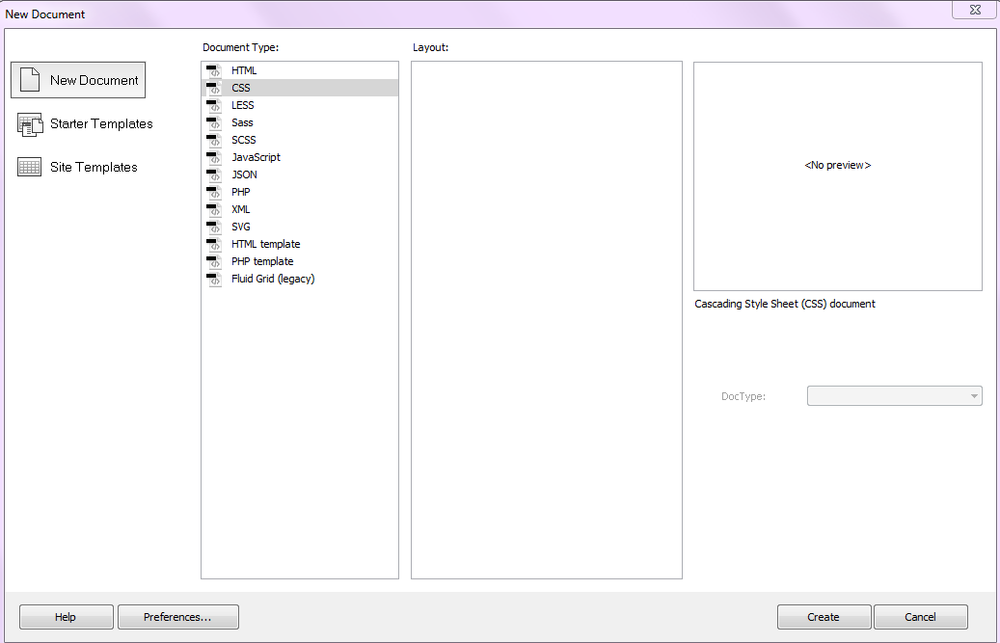 New Document
New Document
Starter Templates
Site Templates
Document Type:
HTML
CSS
LESS
Sass
SCSS
JavaScript
JSON
PHP
XML
SVG
HTML template
PHP template
Fluid Grid (legacy)
Layout:
<No preview>
Cascading Style Sheet (CSS) document
DocType:
Help
Preferences...
Create
Cancel